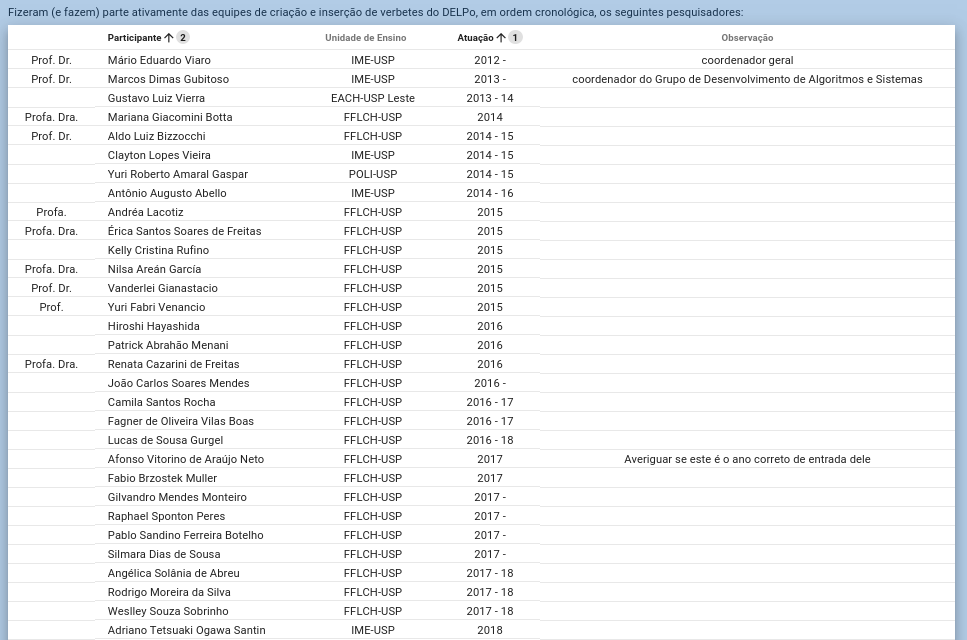 Fizeram (e fazem) parte ativamente das equipes de criação e inserção de verbetes do DELPo, em ordem cronológica, os seguintes pesquisadores:
Participante 2 Unidade de Ensino Atuação 1 Observação
Prof. Dr. Mário Eduardo Viaro IME-USP 2012 - coordenador geral
Prof. Dr. Marcos Dimas Gubitoso IME-USP 2013 - coordenador do Grupo de Desenvolvimento de Algoritmos e Sistemas
Gustavo Luiz Vierra EACH-USP Leste 2013 - 14
Profa. Dra. Mariana Giacomini Botta FFLCH-USP 2014
Prof. Dr. Aldo Luiz Bizzocchi FFLCH-USP 2014 - 15
Clayton Lopes Vieira IME-USP 2014 - 15
Yuri Roberto Amaral Gaspar POLI-USP 2014 - 15
Antônio Augusto Abello IME-USP 2014 - 16
Profa. Andréa Lacotiz FFLCH-USP 2015
Profa. Dra. Érica Santos Soares de Freitas FFLCH-USP 2015
Kelly Cristina Rufino FFLCH-USP 2015
Profa. Dra. Nilsa Areán García FFLCH-USP 2015
Prof. Dr. Vanderlei Gianastacio FFLCH-USP 2015
Prof. Yuri Fabri Venancio FFLCH-USP 2015
Hiroshi Hayashida FFLCH-USP 2016
Patrick Abrahão Menani FFLCH-USP 2016
Profa. Dra. Renata Cazarini de Freitas FFLCH-USP 2016
João Carlos Soares Mendes FFLCH-USP 2016 -
Camila Santos Rocha FFLCH-USP 2016 - 17
Fagner de Oliveira Vilas Boas FFLCH-USP 2016 - 17
Lucas de Sousa Gurgel FFLCH-USP 2016 - 18
Afonso Vitorino de Araújo Neto FFLCH-USP 2017 Averiguar se este é o ano correto de entrada dele
Fabio Brzostek Muller FFLCH-USP 2017
Gilvandro Mendes Monteiro FFLCH-USP 2017 -
Raphael Sponton Peres FFLCH-USP 2017 -
Pablo Sandino Ferreira Botelho FFLCH-USP 2017 -
Silmara Dias de Sousa FFLCH-USP 2017 -
Angélica Solânia de Abreu FFLCH-USP 2017 - 18
Rodrigo Moreira da Silva FFLCH-USP 2017 - 18
Weslley Souza Sobrinho FFLCH-USP 2017 - 18
Adriano Tetsuaki Ogawa Santin IME-USP 2018